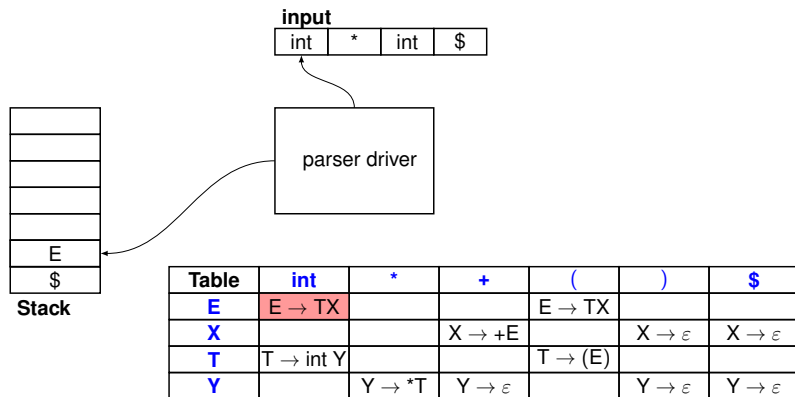 input
int * int $
parser driver
E
$
Stack
Table int * + ( ) $
E E → TX E → TX
X X → +E X → ε X → ε
T T → int Y T → (E)
Y Y → *T Y → ε Y → ε Y → ε